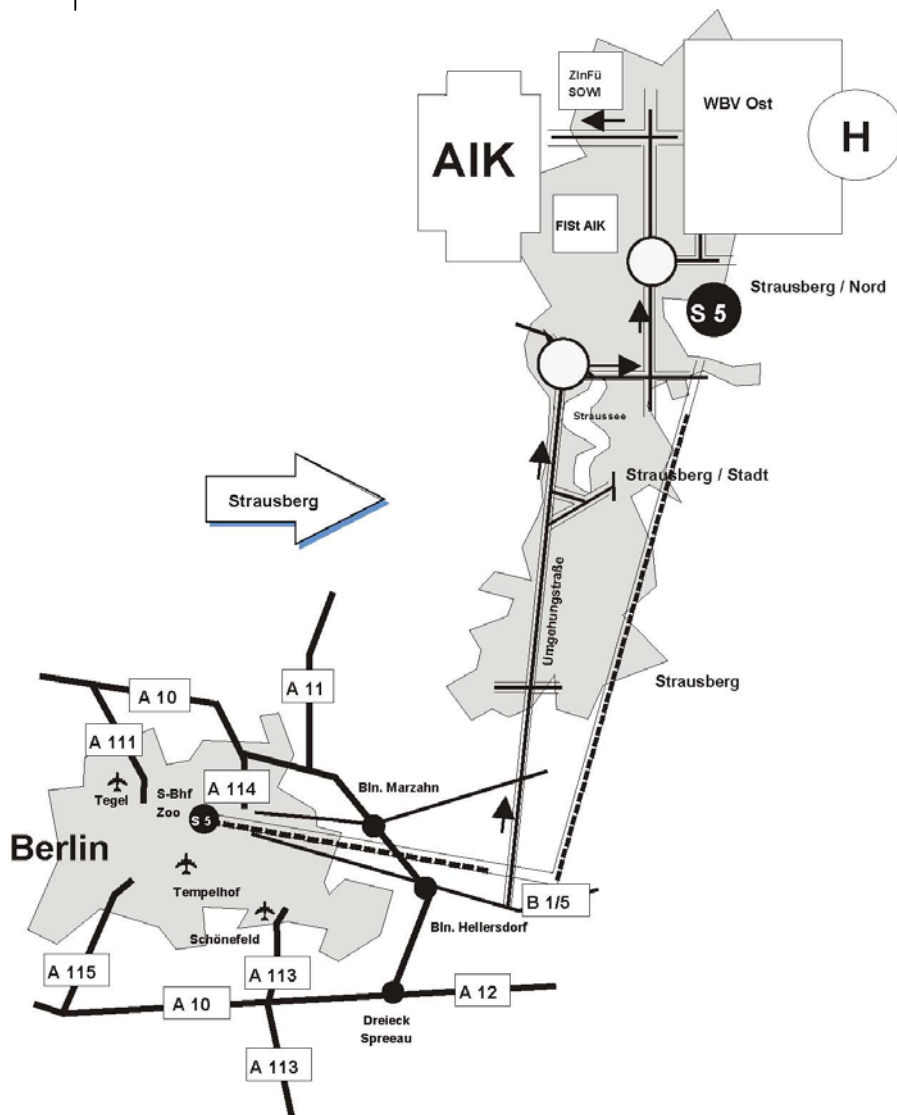 ZInFü
SOWI
WBV Ost
H
AIK
FISt AIK
Strausberg / Nord
S 5
Straussee
Strausberg / Stadt
Strausberg
Umgehungstraße
Strausberg
A 10
A 11
A 111
A 114
Bln. Marzahn
Tegel
S-Bhf
Zoo
S 5
Berlin
Tempelhof
B 1/5
Schönefeld
Bln. Hellersdorf
A 115
A 113
A 10
A 12
Dreieck
Spreeau
A 113